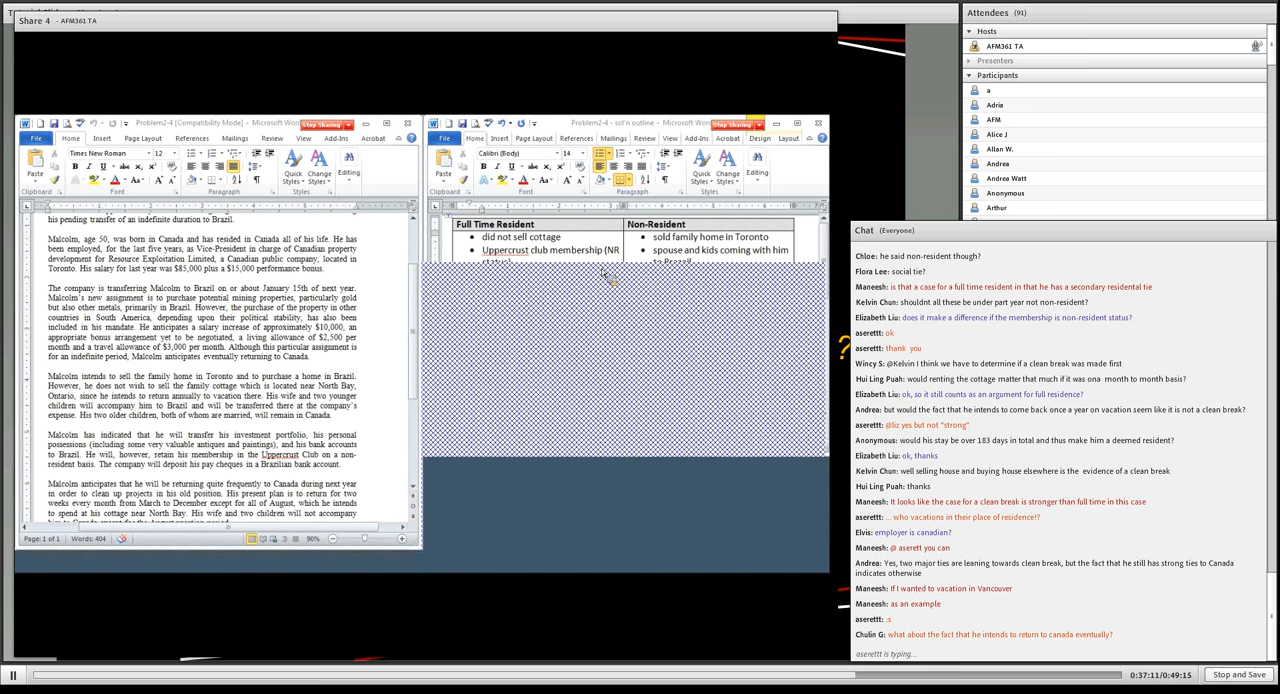 Share 4 - AFM361 TA
Problem2-4 [Compatibility Mode] - Microsoft Word
Stop Sharing
File Home Insert Page Layout References Mailings Review View Add-Ins Acrobat
Times New Roman 12
Paste
Quick Styles
Change Styles
Editing
Clipboard Font Paragraph Styles
his pending transfer of an indefinite duration to Brazil.
Malcolm, age 50, was born in Canada and has resided in Canada all of his life. He has
been employed, for the last five years, as Vice-President in charge of Canadian property
development for Resource Exploitation Limited, a Canadian public company, located in
Toronto. His salary for last year was $85,000 plus a $15,000 performance bonus.
The company is transferring Malcolm to Brazil on or about January 15th of next year.
Malcolm's new assignment is to purchase potential mining properties, particularly gold
but also other metals, primarily in Brazil. However, the purchase of the property in other
countries in South America, depending upon their political stability, has also been
included in his mandate. He anticipates a salary increase of approximately $10,000, an
appropriate bonus arrangement yet to be negotiated, a living allowance of $2,500 per
month and a travel allowance of $3,000 per month. Although this particular assignment is
for an indefinite period, Malcolm anticipates eventually returning to Canada.
Malcolm intends to sell the family home in Toronto and to purchase a home in Brazil.
However, he does not wish to sell the family cottage which is located near North Bay,
Ontario, since he intends to return annually to vacation there. His wife and two younger
children will accompany him to Brazil and will be transferred there at the company's
expense. His two older children, both of whom are married, will remain in Canada.
Malcolm has indicated that he will transfer his investment portfolio, his personal
possessions (including some very valuable antiques and paintings), and his bank accounts
to Brazil. He will, however, retain his membership in the Uppercrust Club on a non-
resident basis. The company will deposit his pay cheques in a Brazilian bank account.
Malcolm anticipates that he will be returning quite frequently to Canada during next year
in order to clean up projects in his old position. His present plan is to return for two
weeks every month from March to December except for all of August, which he intends
to spend at his cottage near North Bay. His wife and two children will not accompany
Page: 1 of 1 Words: 404 90%
Problem2-4 - sol'n outline - Microsoft Wor
Stop Sharing
File Home Insert Page Layout References Mailings Review View Add-Ins Acrobat Design Layout
Calibri (Body) 14
Paste
Quick Styles
Change Styles
Editing
Clipboard Font Paragraph Styles
Full Time Resident Non-Resident
• did not sell cottage • sold family home in Toronto
• Uppercrust club membership (NR • spouse and kids coming with him
?
Attendees (91)
Hosts
AFM361 TA
Presenters
Participants
a
Adria
AFM
Alice J
Allan W.
Andrea
Andrea Watt
Anonymous
Arthur
Chat (Everyone)
Chloe: he said non-resident though?
Flora Lee: social tie?
Maneesh: is that a case for a full time resident in that he has a secondary residental tie
Kelvin Chun: shouldnt all these be under part year not non-resident?
Elizabeth Liu: does it make a difference if the membership is non-resident status?
aserettt: ok
aserettt: thank you
Wincy S: @Kelvin I think we have to determine if a clean break was made first
Hui Ling Puah: would renting the cottage matter that much if it was ona month to month basis?
Elizabeth Liu: ok, so it still counts as an argument for full residence?
Andrea: but would the fact that he intends to come back once a year on vacation seem like it is not a clean break?
aserettt: @liz yes but not "strong"
Anonymous: would his stay be over 183 days in total and thus make him a deemed resident?
Elizabeth Liu: ok, thanks
Kelvin Chun: well selling house and buying house elsewhere is the evidence of a clean break
Hui Ling Puah: thanks
Maneesh: It looks like the case for a clean break is stronger than full time in this case
aserettt: ... who vacations in their place of residence!?
Elvis: employer is canadian?
Maneesh: @ aserett you can
Andrea: Yes, two major ties are leaning towards clean break, but the fact that he still has strong ties to Canada
indicates otherwise
Maneesh: If I wanted to vacation in Vancouver
Maneesh: as an example
aserettt: :s
Chulin G: what about the fact that he intends to return to canada eventually?
aserettt is typing...
0:37:11/0:49:15 Stop and Save